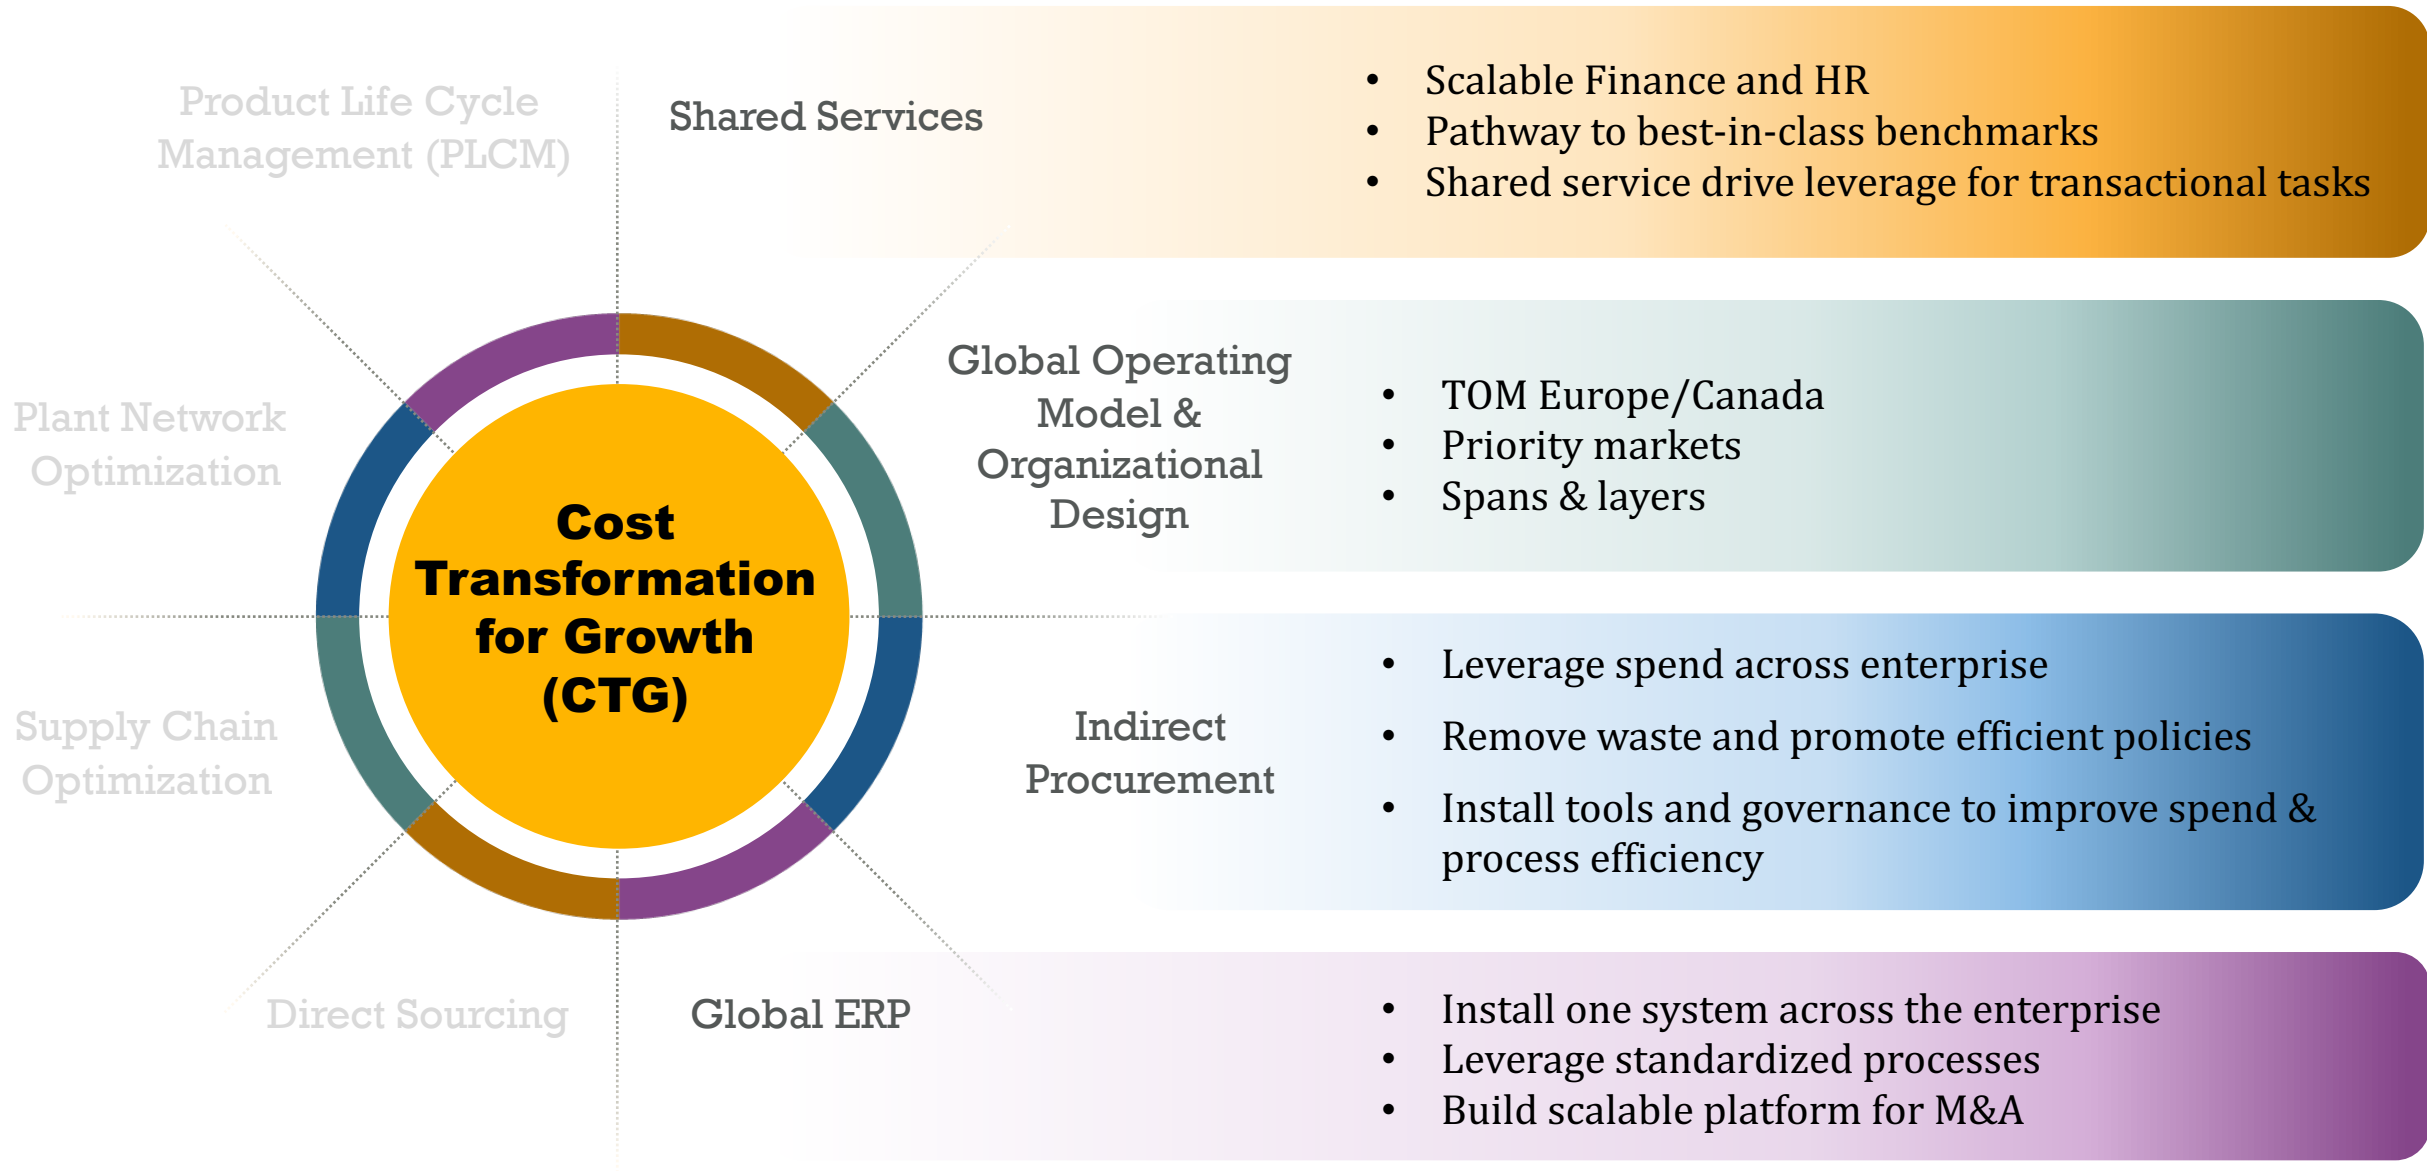 Product Life Cycle
Management (PLCM)
Shared Services
• Scalable Finance and HR
• Pathway to best-in-class benchmarks
• Shared service drive leverage for transactional tasks
Plant Network
Optimization
Global Operating
Model &
Organizational
Design
• TOM Europe/Canada
• Priority markets
• Spans & layers
Cost
Transformation
for Growth
(CTG)
Supply Chain
Optimization
Indirect
Procurement
• Leverage spend across enterprise
• Remove waste and promote efficient policies
• Install tools and governance to improve spend &
process efficiency
Direct Sourcing
Global ERP
• Install one system across the enterprise
• Leverage standardized processes
• Build scalable platform for M&A